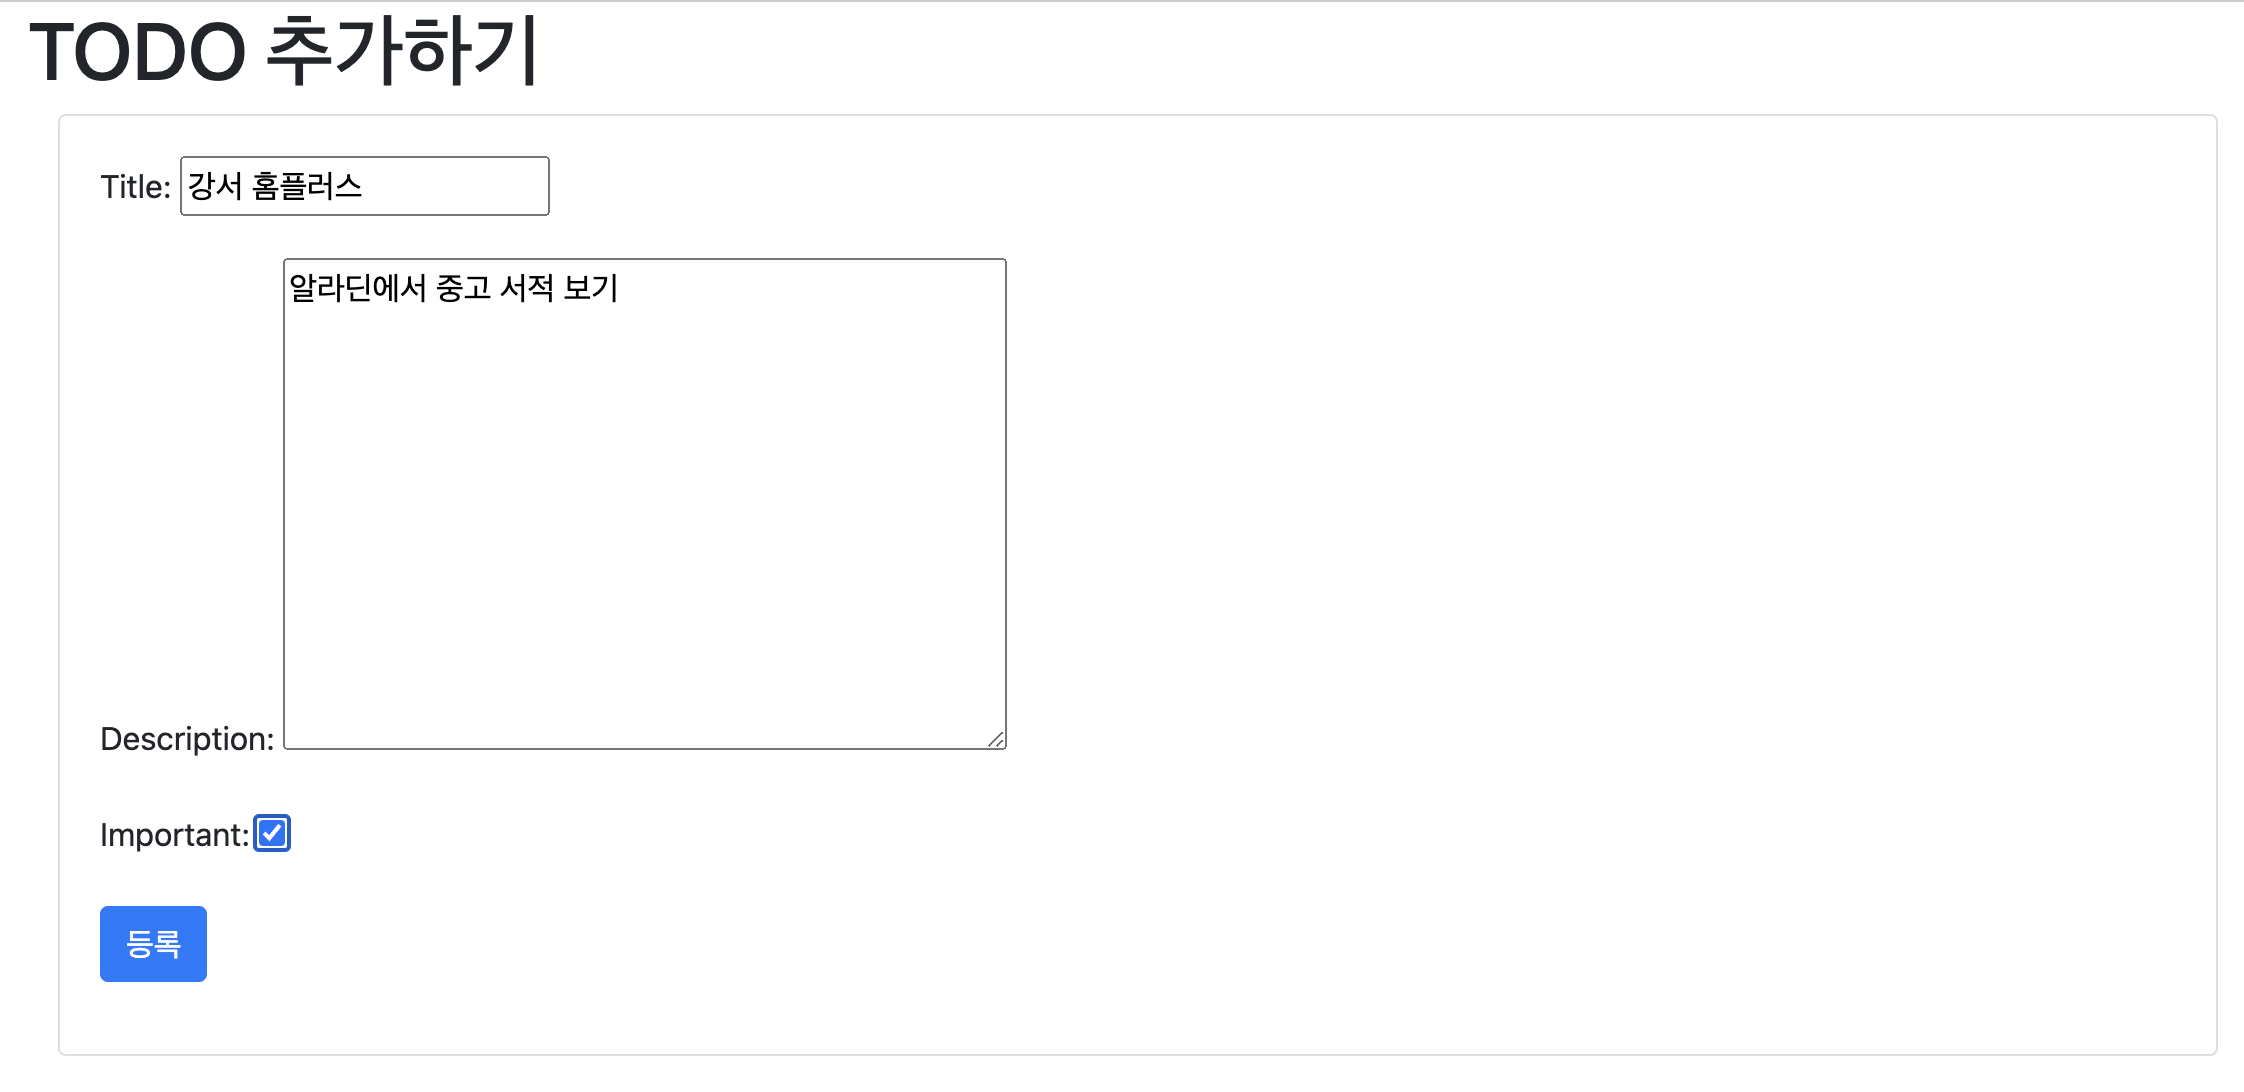 TODO 추가하기
Title: 강서 홈플러스
알라딘에서 중고 서적 보기
Description:
Important:
등록